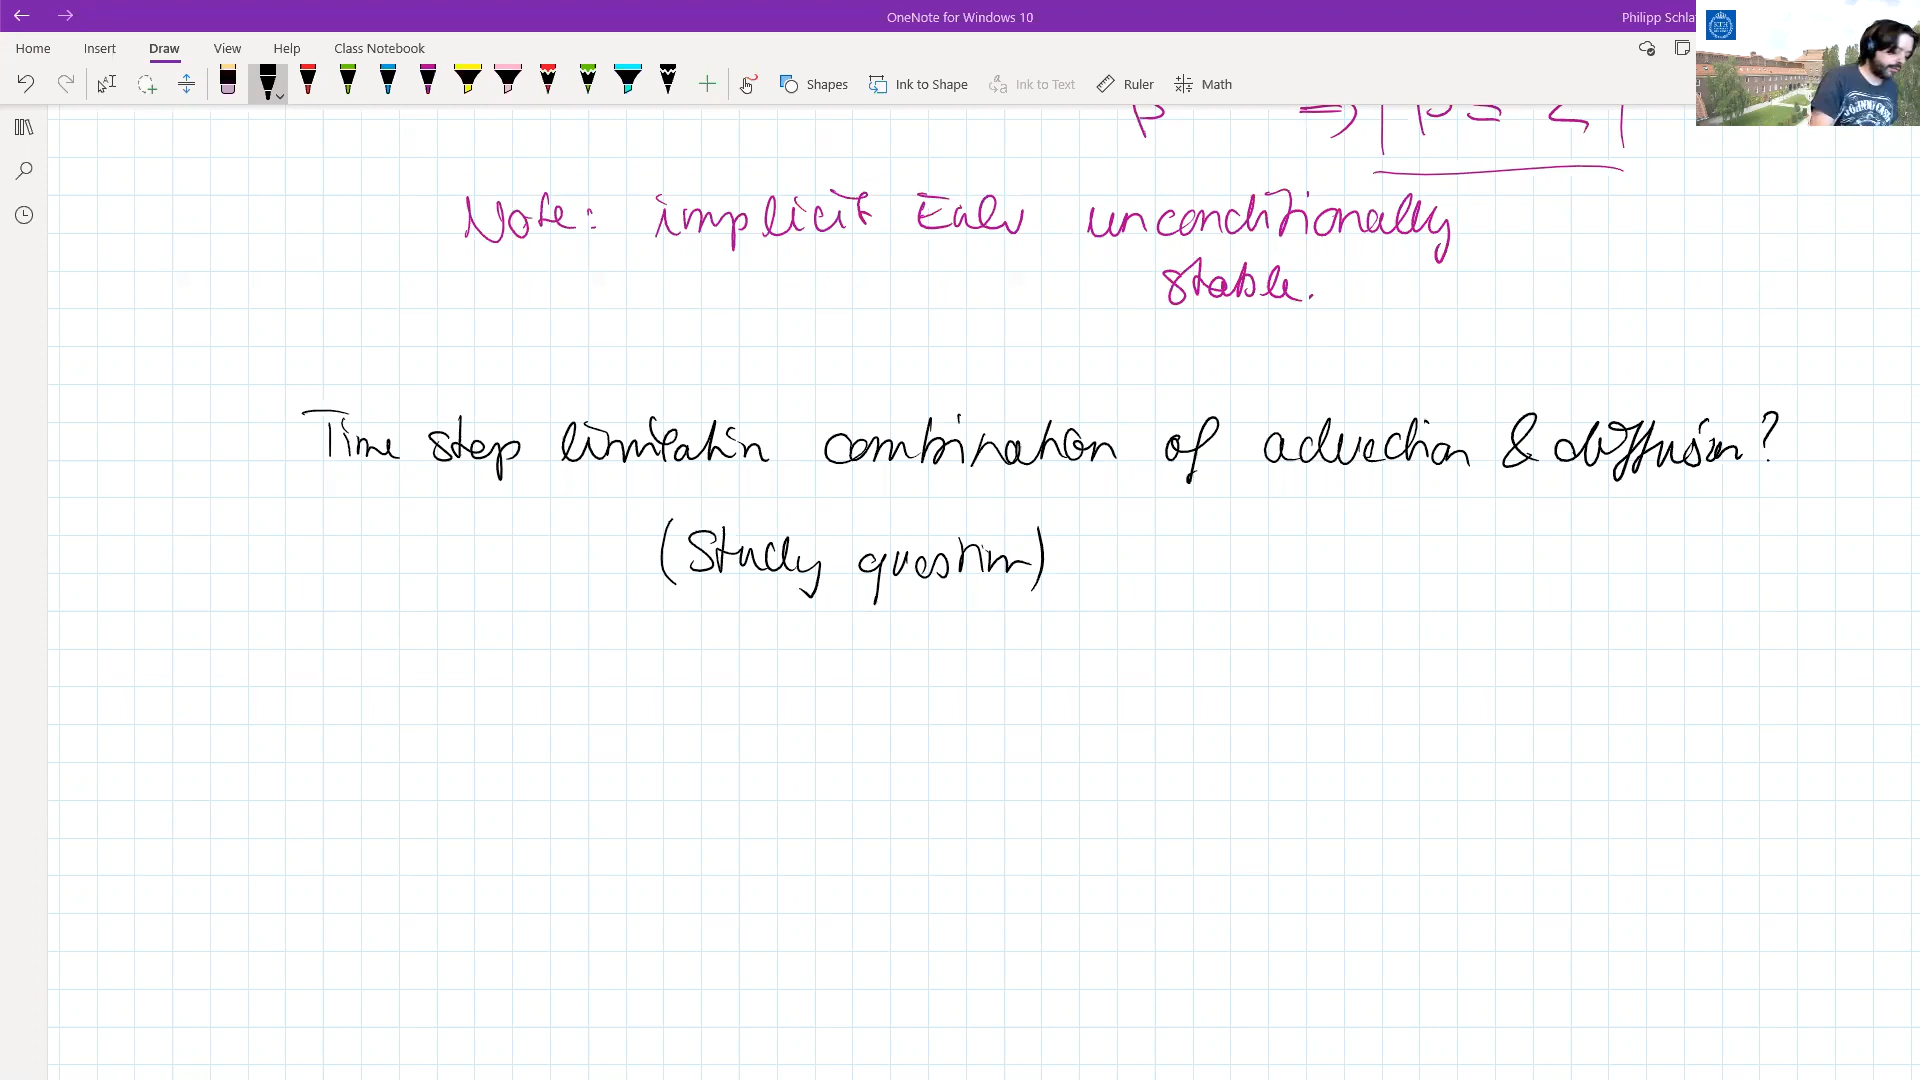 OneNote for Windows 10
Philipp Schla
Home Insert Draw View Help Class Notebook
Shapes Ink to Shape Ink to Text Ruler Math
Note: implicit Euler unconditionally
stable.
Time step limitation combination of advection & diffusion?
(Study question)